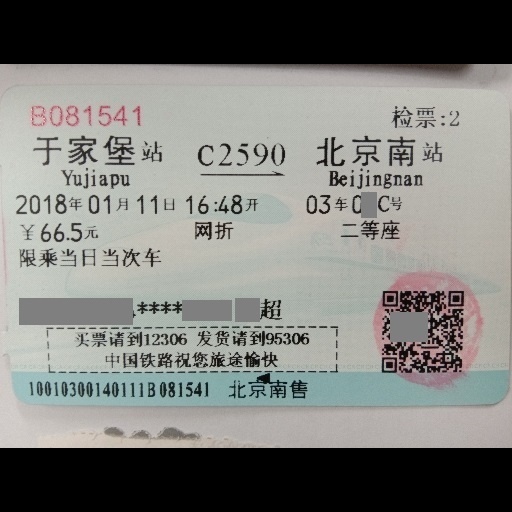 B081541 检票:2
于家堡站 C2590 北京南站
Yujiapu Beijingnan
2018年01月11日 16:48开 03车0 C号
￥66.5元 网折 二等座
限乘当日当次车
**** 超
买票请到12306 发货请到95306
中国铁路祝您旅途愉快
10010300140111B081541 北京南售